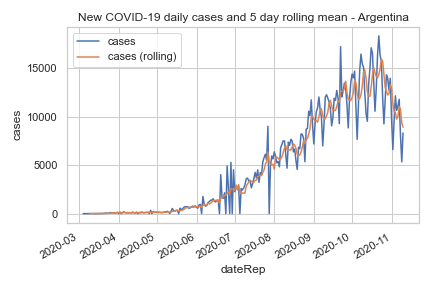 New COVID-19 daily cases and 5 day rolling mean - Argentina
cases
cases (rolling)
15000
10000
5000
0
cases
2020-03
2020-04
2020-05
2020-06
2020-07
2020-08
2020-09
2020-10
2020-11
dateRep